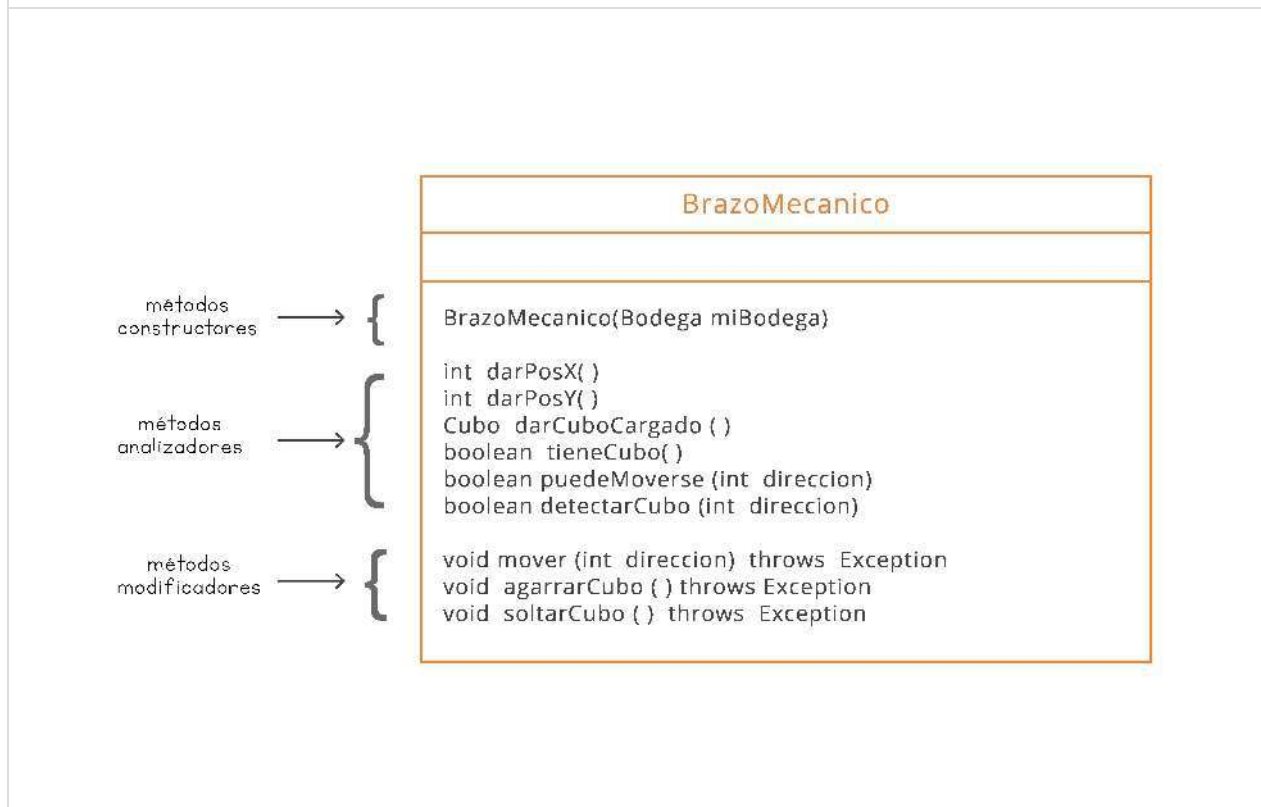 BrazoMecanico
métodos
constructores
BrazoMecanico(Bodega miBodega)
métodos
analizadores
int darPosX( )
int darPosY( )
Cubo darCuboCargado ( )
boolean tieneCubo( )
boolean puedeMoverse (int direccion)
boolean detectarCubo (int direccion)
métodos
modificadores
void mover (int direccion) throws Exception
void agarrarCubo ( ) throws Exception
void soltarCubo ( ) throws Exception